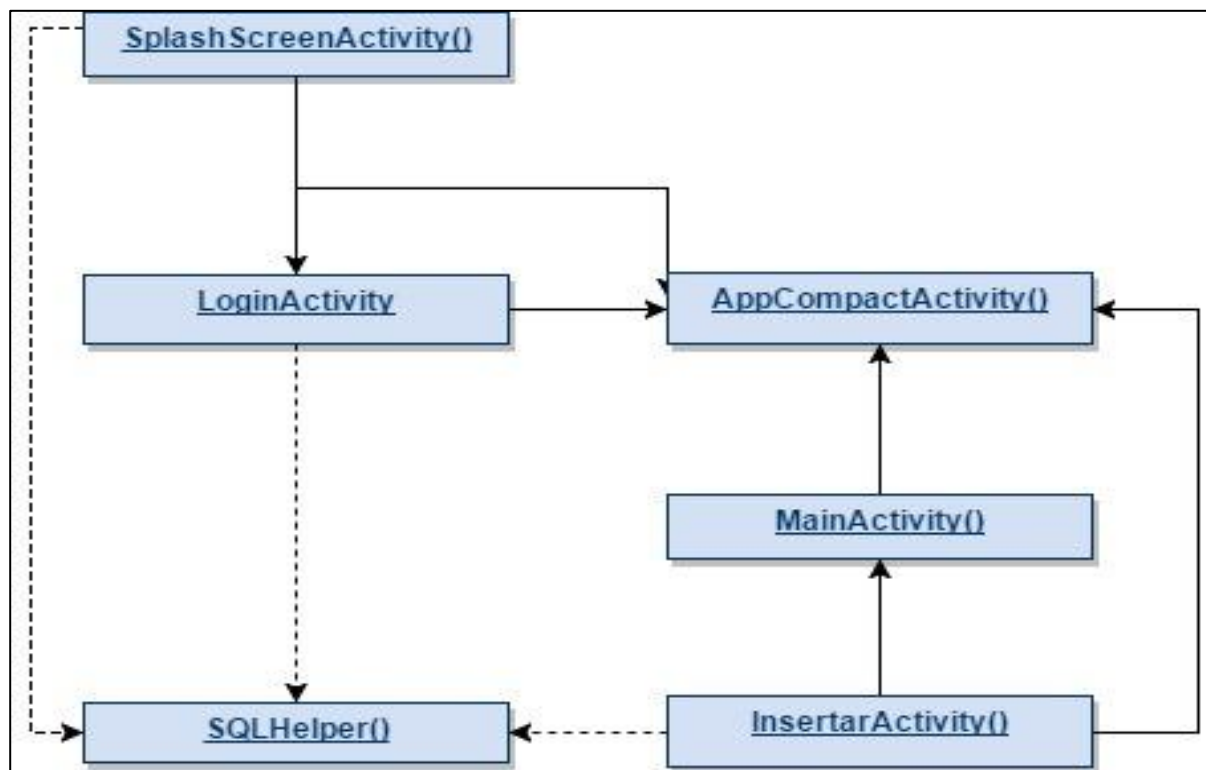 SplashScreenActivity()
LoginActivity
AppCompactActivity()
MainActivity()
SQLHelper()
InsertarActivity()